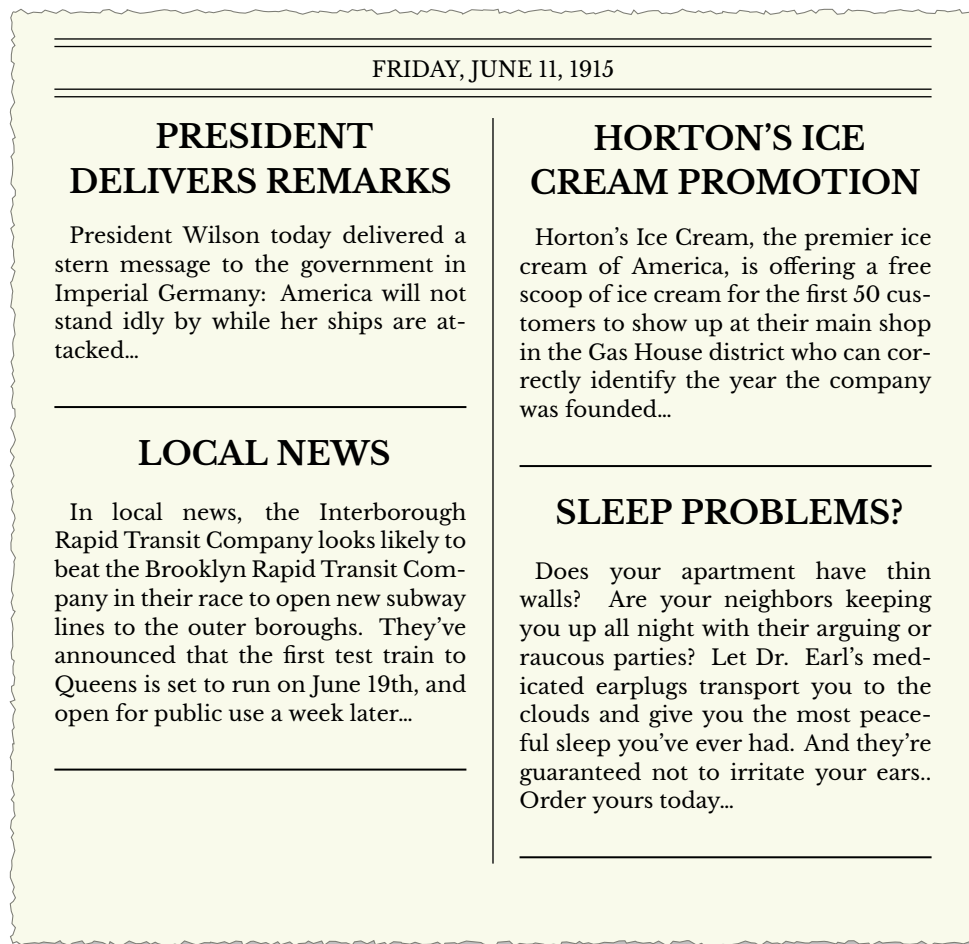 FRIDAY, JUNE 11, 1915
PRESIDENT
DELIVERS REMARKS
President Wilson today delivered a
stern message to the government in
Imperial Germany: America will not
stand idly by while her ships are at-
tacked...
LOCAL NEWS
In local news, the Interborough
Rapid Transit Company looks likely to
beat the Brooklyn Rapid Transit Com-
pany in their race to open new subway
lines to the outer boroughs. They've
announced that the first test train to
Queens is set to run on June 19th, and
open for public use a week later...
HORTON'S ICE
CREAM PROMOTION
Horton's Ice Cream, the premier ice
cream of America, is offering a free
scoop of ice cream for the first 50 cus-
tomers to show up at their main shop
in the Gas House district who can cor-
rectly identify the year the company
was founded...
SLEEP PROBLEMS?
Does your apartment have thin
walls? Are your neighbors keeping
you up all night with their arguing or
raucous parties? Let Dr. Earl's med-
icated earplugs transport you to the
clouds and give you the most peace-
ful sleep you've ever had. And they're
guaranteed not to irritate your ears..
Order yours today...